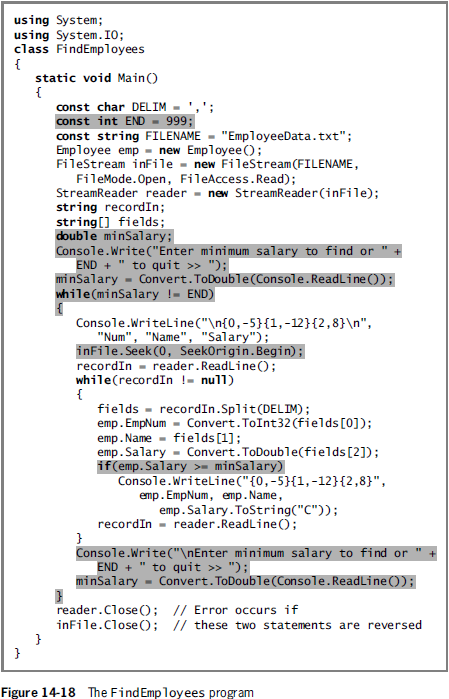 using System;
using System.IO;
class FindEmployees
{
   static void Main()
   {
      const char DELIM = ',';
      const int END = 999;
      const string FILENAME = "EmployeeData.txt";
      Employee emp = new Employee();
      FileStream inFile = new FileStream(FILENAME,
         FileMode.Open, FileAccess.Read);
      StreamReader reader = new StreamReader(inFile);
      string recordIn;
      string[] fields;
      double minSalary;
      Console.Write("Enter minimum salary to find or " +
         END + " to quit >> ");
      minSalary = Convert.ToDouble(Console.ReadLine());
      while(minSalary != END)
      {
         Console.WriteLine("\n{0,-5}{1,-12}{2,8}\n",
            "Num", "Name", "Salary");
         inFile.Seek(0, SeekOrigin.Begin);
         recordIn = reader.ReadLine();
         while(recordIn != null)
         {
            fields = recordIn.Split(DELIM);
            emp.EmpNum = Convert.ToInt32(fields[0]);
            emp.Name = fields[1];
            emp.Salary = Convert.ToDouble(fields[2]);
            if(emp.Salary >= minSalary)
               Console.WriteLine("{0,-5}{1,-12}{2,8}",
                  emp.EmpNum, emp.Name,
                     emp.Salary.ToString("C"));
            recordIn = reader.ReadLine();
         }
         Console.Write("\nEnter minimum salary to find or " +
            END + " to quit >> ");
         minSalary = Convert.ToDouble(Console.ReadLine());
      }
      reader.Close();  // Error occurs if
      inFile.Close();  // these two statements are reversed
   }
}
Figure 14-18 The FindEmployees program